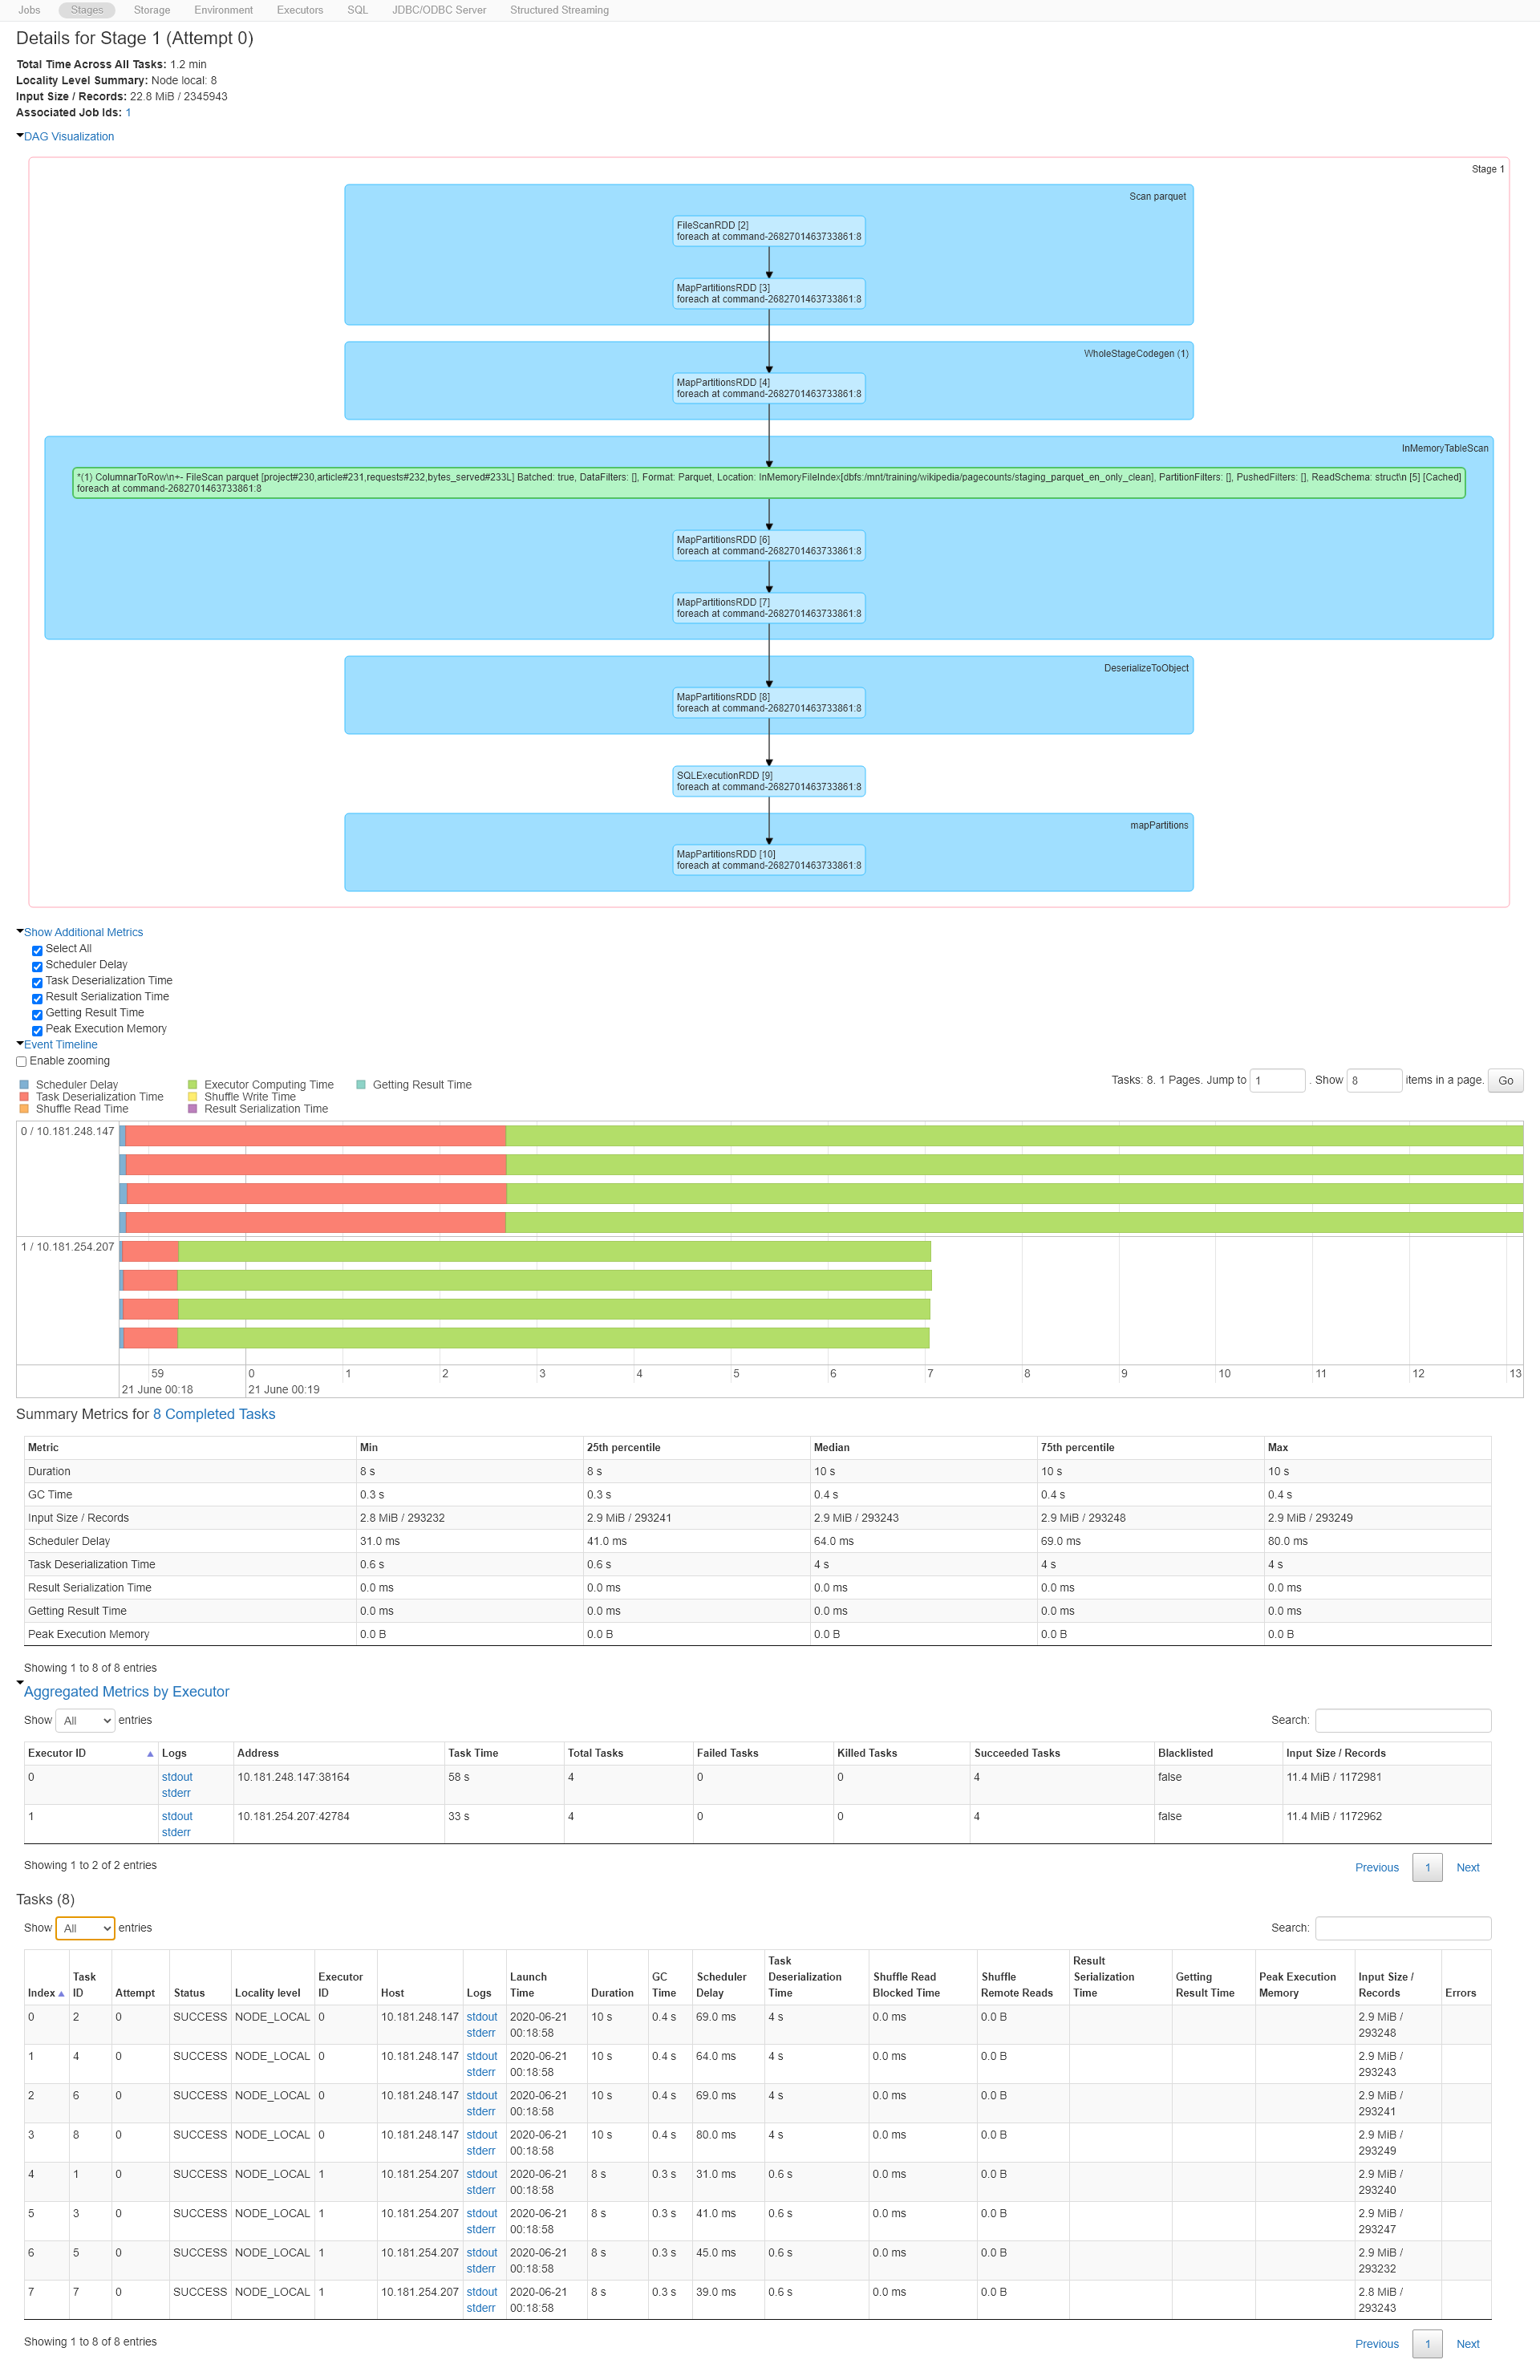 Jobs Stages Storage Environment Executors SQL JDBC/ODBC Server Structured Streaming
Details for Stage 1 (Attempt 0)
Total Time Across All Tasks: 1.2 min
Locality Level Summary: Node local: 8
Input Size / Records: 22.8 MiB / 2345943
Associated Job Ids: 1
DAG Visualization
Stage 1
Scan parquet
FileScanRDD [2]
foreach at command-2682701463733861:8
MapPartitionsRDD [3]
foreach at command-2682701463733861:8
WholeStageCodegen (1)
MapPartitionsRDD [4]
foreach at command-2682701463733861:8
InMemoryTableScan
*(1) ColumnarToRow\n+- FileScan parquet [project#230,article#231,requests#232,bytes_served#233L] Batched: true, DataFilters: [], Format: Parquet, Location: InMemoryFileIndex[dbfs:/mnt/training/wikipedia/pagecounts/staging_parquet_en_only_clean], PartitionFilters: [], PushedFilters: [], ReadSchema: struct\n [5] [Cached]
foreach at command-2682701463733861:8
MapPartitionsRDD [6]
foreach at command-2682701463733861:8
MapPartitionsRDD [7]
foreach at command-2682701463733861:8
DeserializeToObject
MapPartitionsRDD [8]
foreach at command-2682701463733861:8
SQLExecutionRDD [9]
foreach at command-2682701463733861:8
mapPartitions
MapPartitionsRDD [10]
foreach at command-2682701463733861:8
Show Additional Metrics
Select All
Scheduler Delay
Task Deserialization Time
Result Serialization Time
Getting Result Time
Peak Execution Memory
Event Timeline
Enable zooming
Tasks: 8. 1 Pages. Jump to 1 . Show 8 items in a page. Go
Scheduler Delay Executor Computing Time Getting Result Time
Task Deserialization Time Shuffle Write Time
Shuffle Read Time Result Serialization Time
0 / 10.181.248.147
1 / 10.181.254.207
59 0 1 2 3 4 5 6 7 8 9 10 11 12 13
21 June 00:18 21 June 00:19
Summary Metrics for 8 Completed Tasks
Metric Min 25th percentile Median 75th percentile Max
Duration 8 s 8 s 10 s 10 s 10 s
GC Time 0.3 s 0.3 s 0.4 s 0.4 s 0.4 s
Input Size / Records 2.8 MiB / 293232 2.9 MiB / 293241 2.9 MiB / 293243 2.9 MiB / 293248 2.9 MiB / 293249
Scheduler Delay 31.0 ms 41.0 ms 64.0 ms 69.0 ms 80.0 ms
Task Deserialization Time 0.6 s 0.6 s 4 s 4 s 4 s
Result Serialization Time 0.0 ms 0.0 ms 0.0 ms 0.0 ms 0.0 ms
Getting Result Time 0.0 ms 0.0 ms 0.0 ms 0.0 ms 0.0 ms
Peak Execution Memory 0.0 B 0.0 B 0.0 B 0.0 B 0.0 B
Showing 1 to 8 of 8 entries
Aggregated Metrics by Executor
Show All entries Search:
Executor ID Logs Address Task Time Total Tasks Failed Tasks Killed Tasks Succeeded Tasks Blacklisted Input Size / Records
0 stdout 10.181.248.147:38164 58 s 4 0 0 4 false 11.4 MiB / 1172981
stderr
1 stdout 10.181.254.207:42784 33 s 4 0 0 4 false 11.4 MiB / 1172962
stderr
Showing 1 to 2 of 2 entries Previous 1 Next
Tasks (8)
Show All entries Search:
Task Result
Task Executor Launch GC Scheduler Deserialization Shuffle Read Shuffle Serialization Getting Peak Execution Input Size /
Index ID Attempt Status Locality level ID Host Logs Time Duration Time Delay Time Blocked Time Remote Reads Time Result Time Memory Records Errors
0 2 0 SUCCESS NODE_LOCAL 0 10.181.248.147 stdout 2020-06-21 10 s 0.4 s 69.0 ms 4 s 0.0 ms 0.0 B 2.9 MiB /
stderr 00:18:58 293248
1 4 0 SUCCESS NODE_LOCAL 0 10.181.248.147 stdout 2020-06-21 10 s 0.4 s 64.0 ms 4 s 0.0 ms 0.0 B 2.9 MiB /
stderr 00:18:58 293243
2 6 0 SUCCESS NODE_LOCAL 0 10.181.248.147 stdout 2020-06-21 10 s 0.4 s 69.0 ms 4 s 0.0 ms 0.0 B 2.9 MiB /
stderr 00:18:58 293241
3 8 0 SUCCESS NODE_LOCAL 0 10.181.248.147 stdout 2020-06-21 10 s 0.4 s 80.0 ms 4 s 0.0 ms 0.0 B 2.9 MiB /
stderr 00:18:58 293249
4 1 0 SUCCESS NODE_LOCAL 1 10.181.254.207 stdout 2020-06-21 8 s 0.3 s 31.0 ms 0.6 s 0.0 ms 0.0 B 2.9 MiB /
stderr 00:18:58 293240
5 3 0 SUCCESS NODE_LOCAL 1 10.181.254.207 stdout 2020-06-21 8 s 0.3 s 41.0 ms 0.6 s 0.0 ms 0.0 B 2.9 MiB /
stderr 00:18:58 293247
6 5 0 SUCCESS NODE_LOCAL 1 10.181.254.207 stdout 2020-06-21 8 s 0.3 s 45.0 ms 0.6 s 0.0 ms 0.0 B 2.9 MiB /
stderr 00:18:58 293232
7 7 0 SUCCESS NODE_LOCAL 1 10.181.254.207 stdout 2020-06-21 8 s 0.3 s 39.0 ms 0.6 s 0.0 ms 0.0 B 2.8 MiB /
stderr 00:18:58 293243
Showing 1 to 8 of 8 entries Previous 1 Next